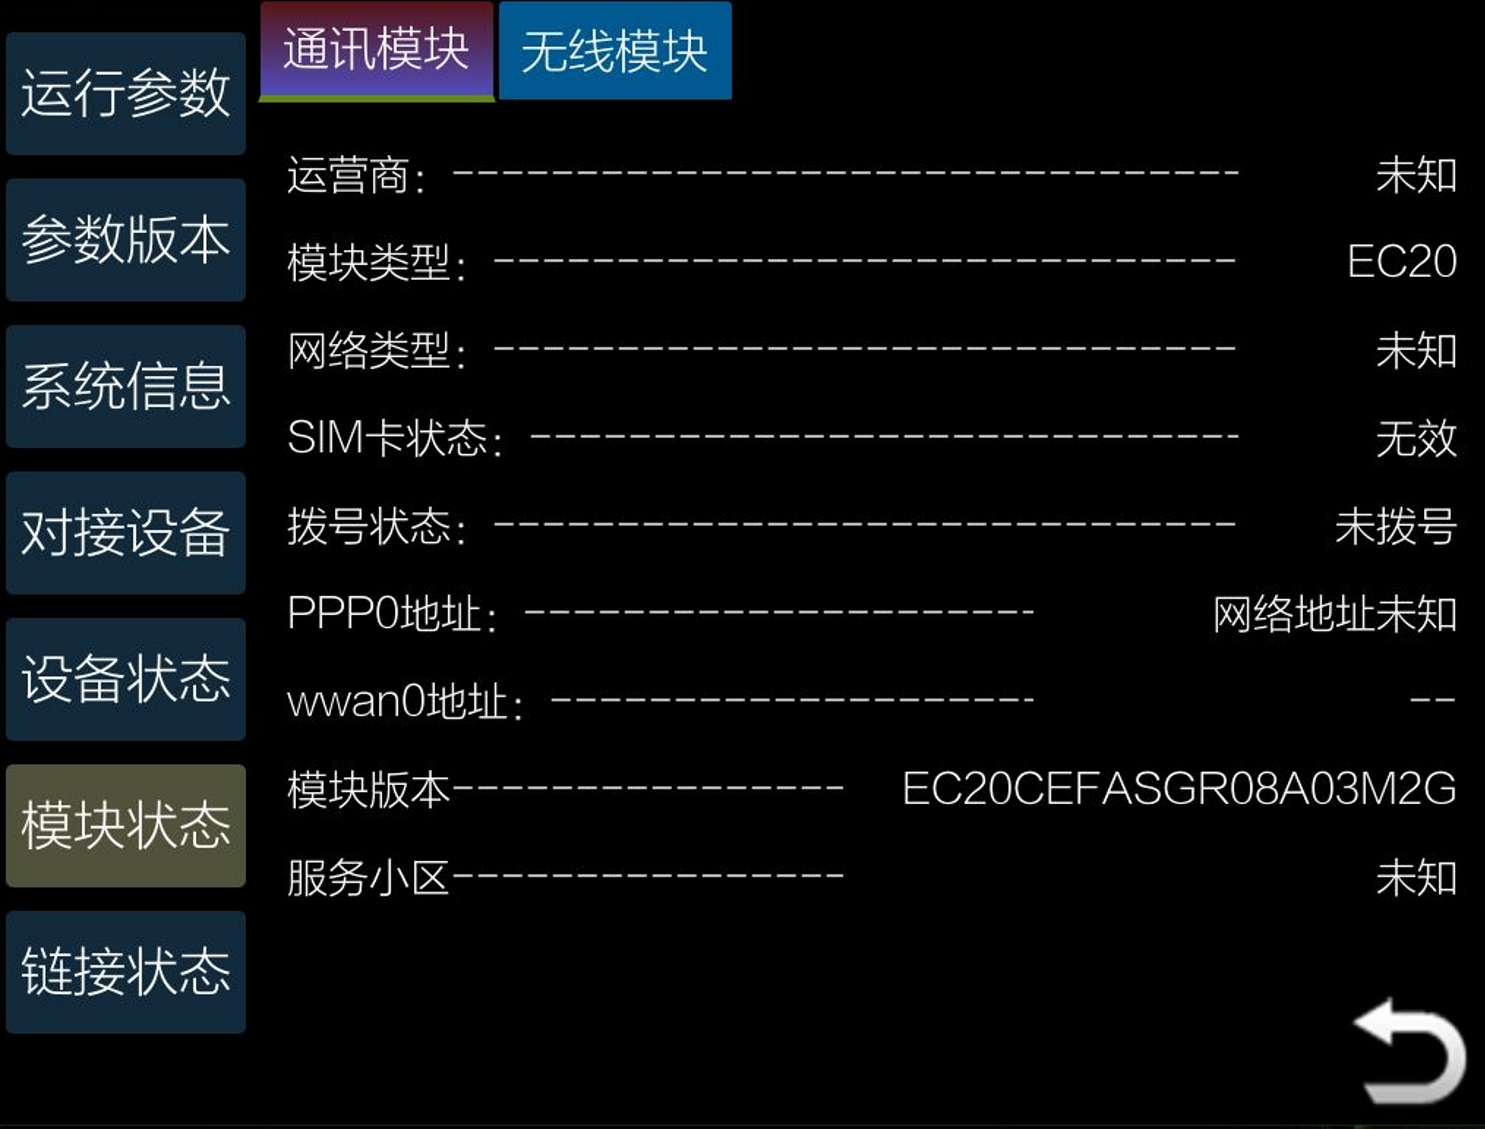 通讯模块 无线模块
运行参数
参数版本
系统信息
对接设备
设备状态
模块状态
链接状态
运营商：-------------------------------- 未知
模块类型：------------------------------ EC20
网络类型：------------------------------ 未知
SIM卡状态：----------------------------- 无效
拨号状态：------------------------------ 未拨号
PPP0地址：--------------------- 网络地址未知
wwan0地址：-------------------- --
模块版本---------------- EC20CEFASGR08A03M2G
服务小区---------------- 未知